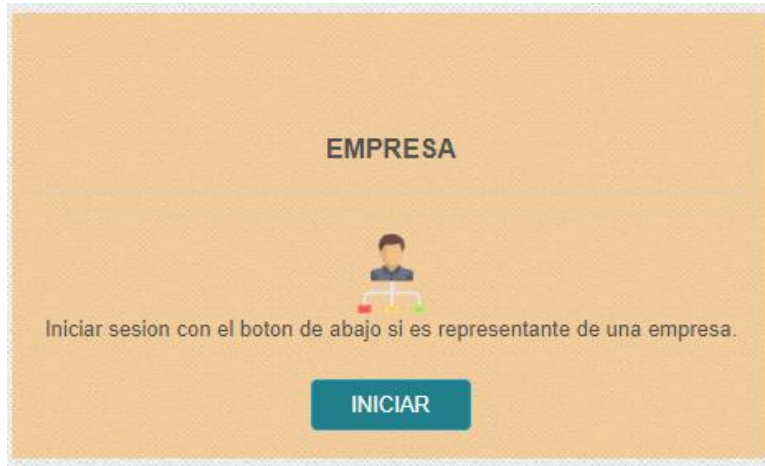 EMPRESA
Iniciar sesion con el boton de abajo si es representante de una empresa.
INICIAR